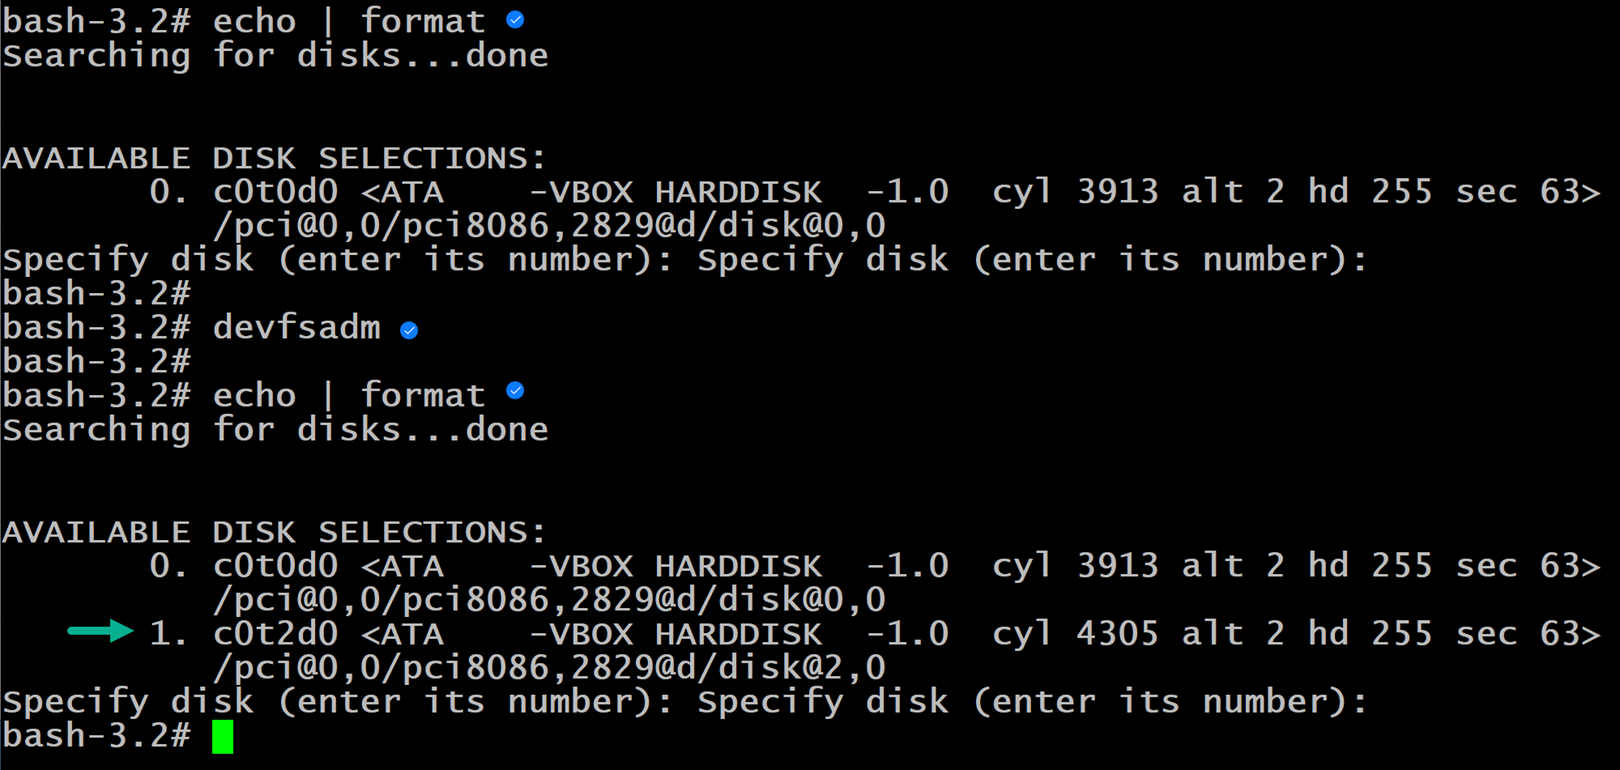 bash-3.2# echo | format
Searching for disks...done
AVAILABLE DISK SELECTIONS:
       0. c0t0d0 <ATA    -VBOX HARDDISK  -1.0  cyl 3913 alt 2 hd 255 sec 63>
          /pci@0,0/pci8086,2829@d/disk@0,0
Specify disk (enter its number): Specify disk (enter its number):
bash-3.2#
bash-3.2# devfsadm
bash-3.2#
bash-3.2# echo | format
Searching for disks...done
AVAILABLE DISK SELECTIONS:
       0. c0t0d0 <ATA    -VBOX HARDDISK  -1.0  cyl 3913 alt 2 hd 255 sec 63>
          /pci@0,0/pci8086,2829@d/disk@0,0
       1. c0t2d0 <ATA    -VBOX HARDDISK  -1.0  cyl 4305 alt 2 hd 255 sec 63>
          /pci@0,0/pci8086,2829@d/disk@2,0
Specify disk (enter its number): Specify disk (enter its number):
bash-3.2#